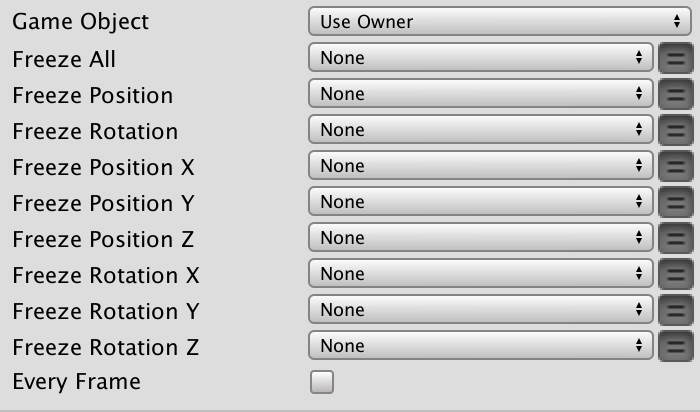 Game Object Use Owner
Freeze All None
Freeze Position None
Freeze Rotation None
Freeze Position X None
Freeze Position Y None
Freeze Position Z None
Freeze Rotation X None
Freeze Rotation Y None
Freeze Rotation Z None
Every Frame